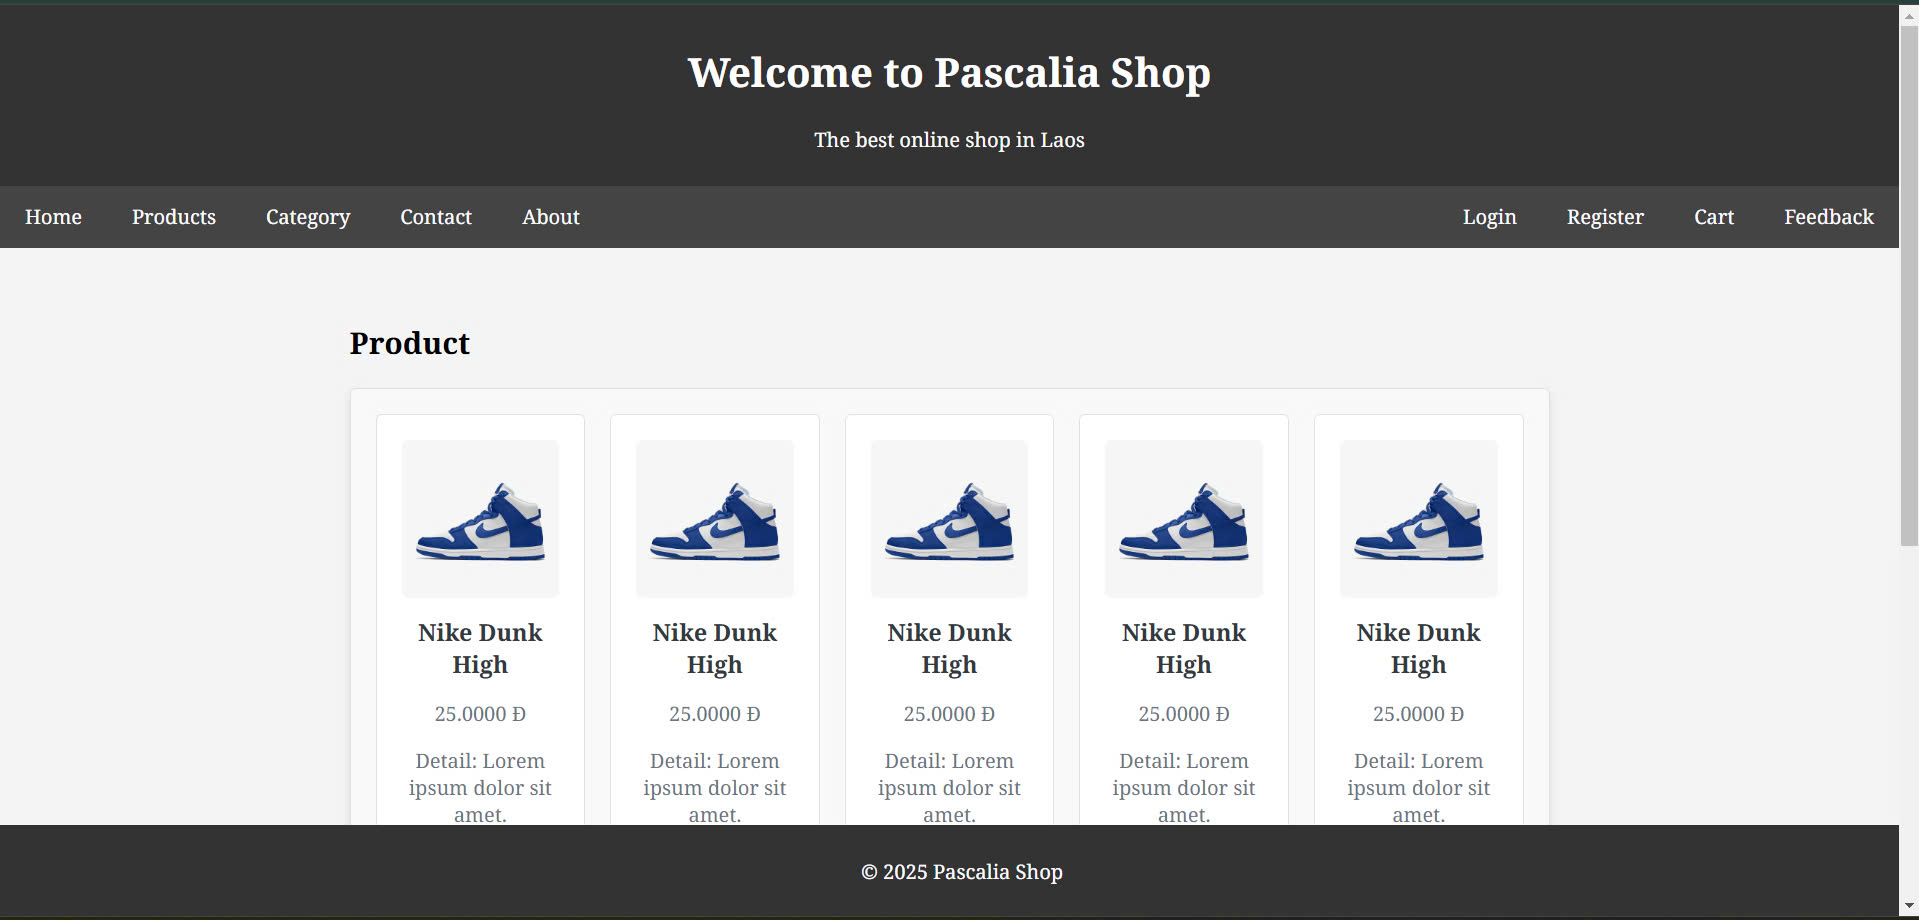 Welcome to Pascalia Shop
The best online shop in Laos
Home Products Category Contact About Login Register Cart Feedback
Product
Nike Dunk
High
25.0000 Đ
Detail: Lorem
ipsum dolor sit
amet.
Nike Dunk
High
25.0000 Đ
Detail: Lorem
ipsum dolor sit
amet.
Nike Dunk
High
25.0000 Đ
Detail: Lorem
ipsum dolor sit
amet.
Nike Dunk
High
25.0000 Đ
Detail: Lorem
ipsum dolor sit
amet.
Nike Dunk
High
25.0000 Đ
Detail: Lorem
ipsum dolor sit
amet.
© 2025 Pascalia Shop